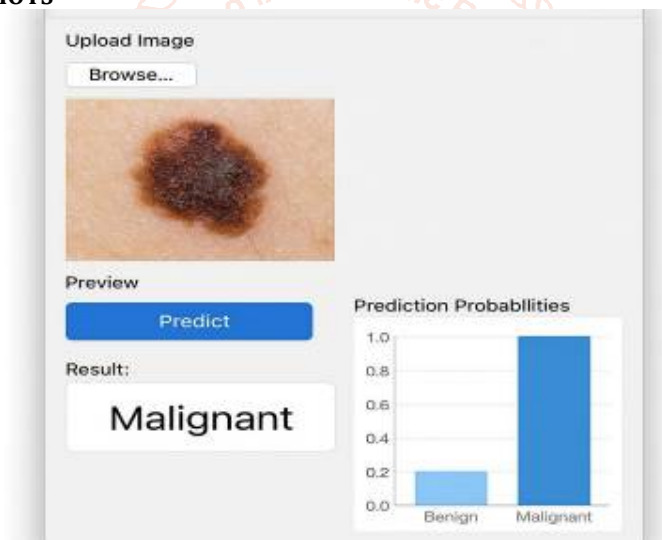 Upload Image
Browse...
Preview
Predict
Result:
Malignant
Prediction Probabllities
1.0
0.8
0.6
0.4
0.2
0.0
Benign Malignant